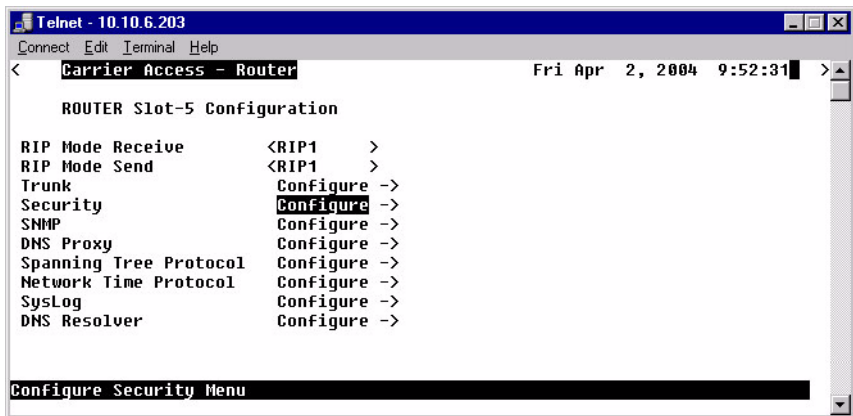 Telnet - 10.10.6.203
Connect Edit Terminal Help
< Carrier Access - Router Fri Apr 2, 2004 9:52:31 >
ROUTER Slot-5 Configuration
RIP Mode Receive <RIP1 >
RIP Mode Send <RIP1 >
Trunk Configure ->
Security Configure ->
SNMP Configure ->
DNS Proxy Configure ->
Spanning Tree Protocol Configure ->
Network Time Protocol Configure ->
SysLog Configure ->
DNS Resolver Configure ->
Configure Security Menu